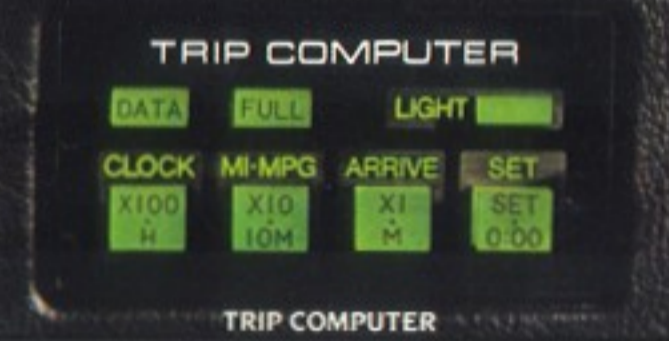 TRIP COMPUTER
DATA FULL LIGHT
CLOCK MI·MPG ARRIVE SET
X100 X10 X1 SET
H 10M M 0:00
TRIP COMPUTER